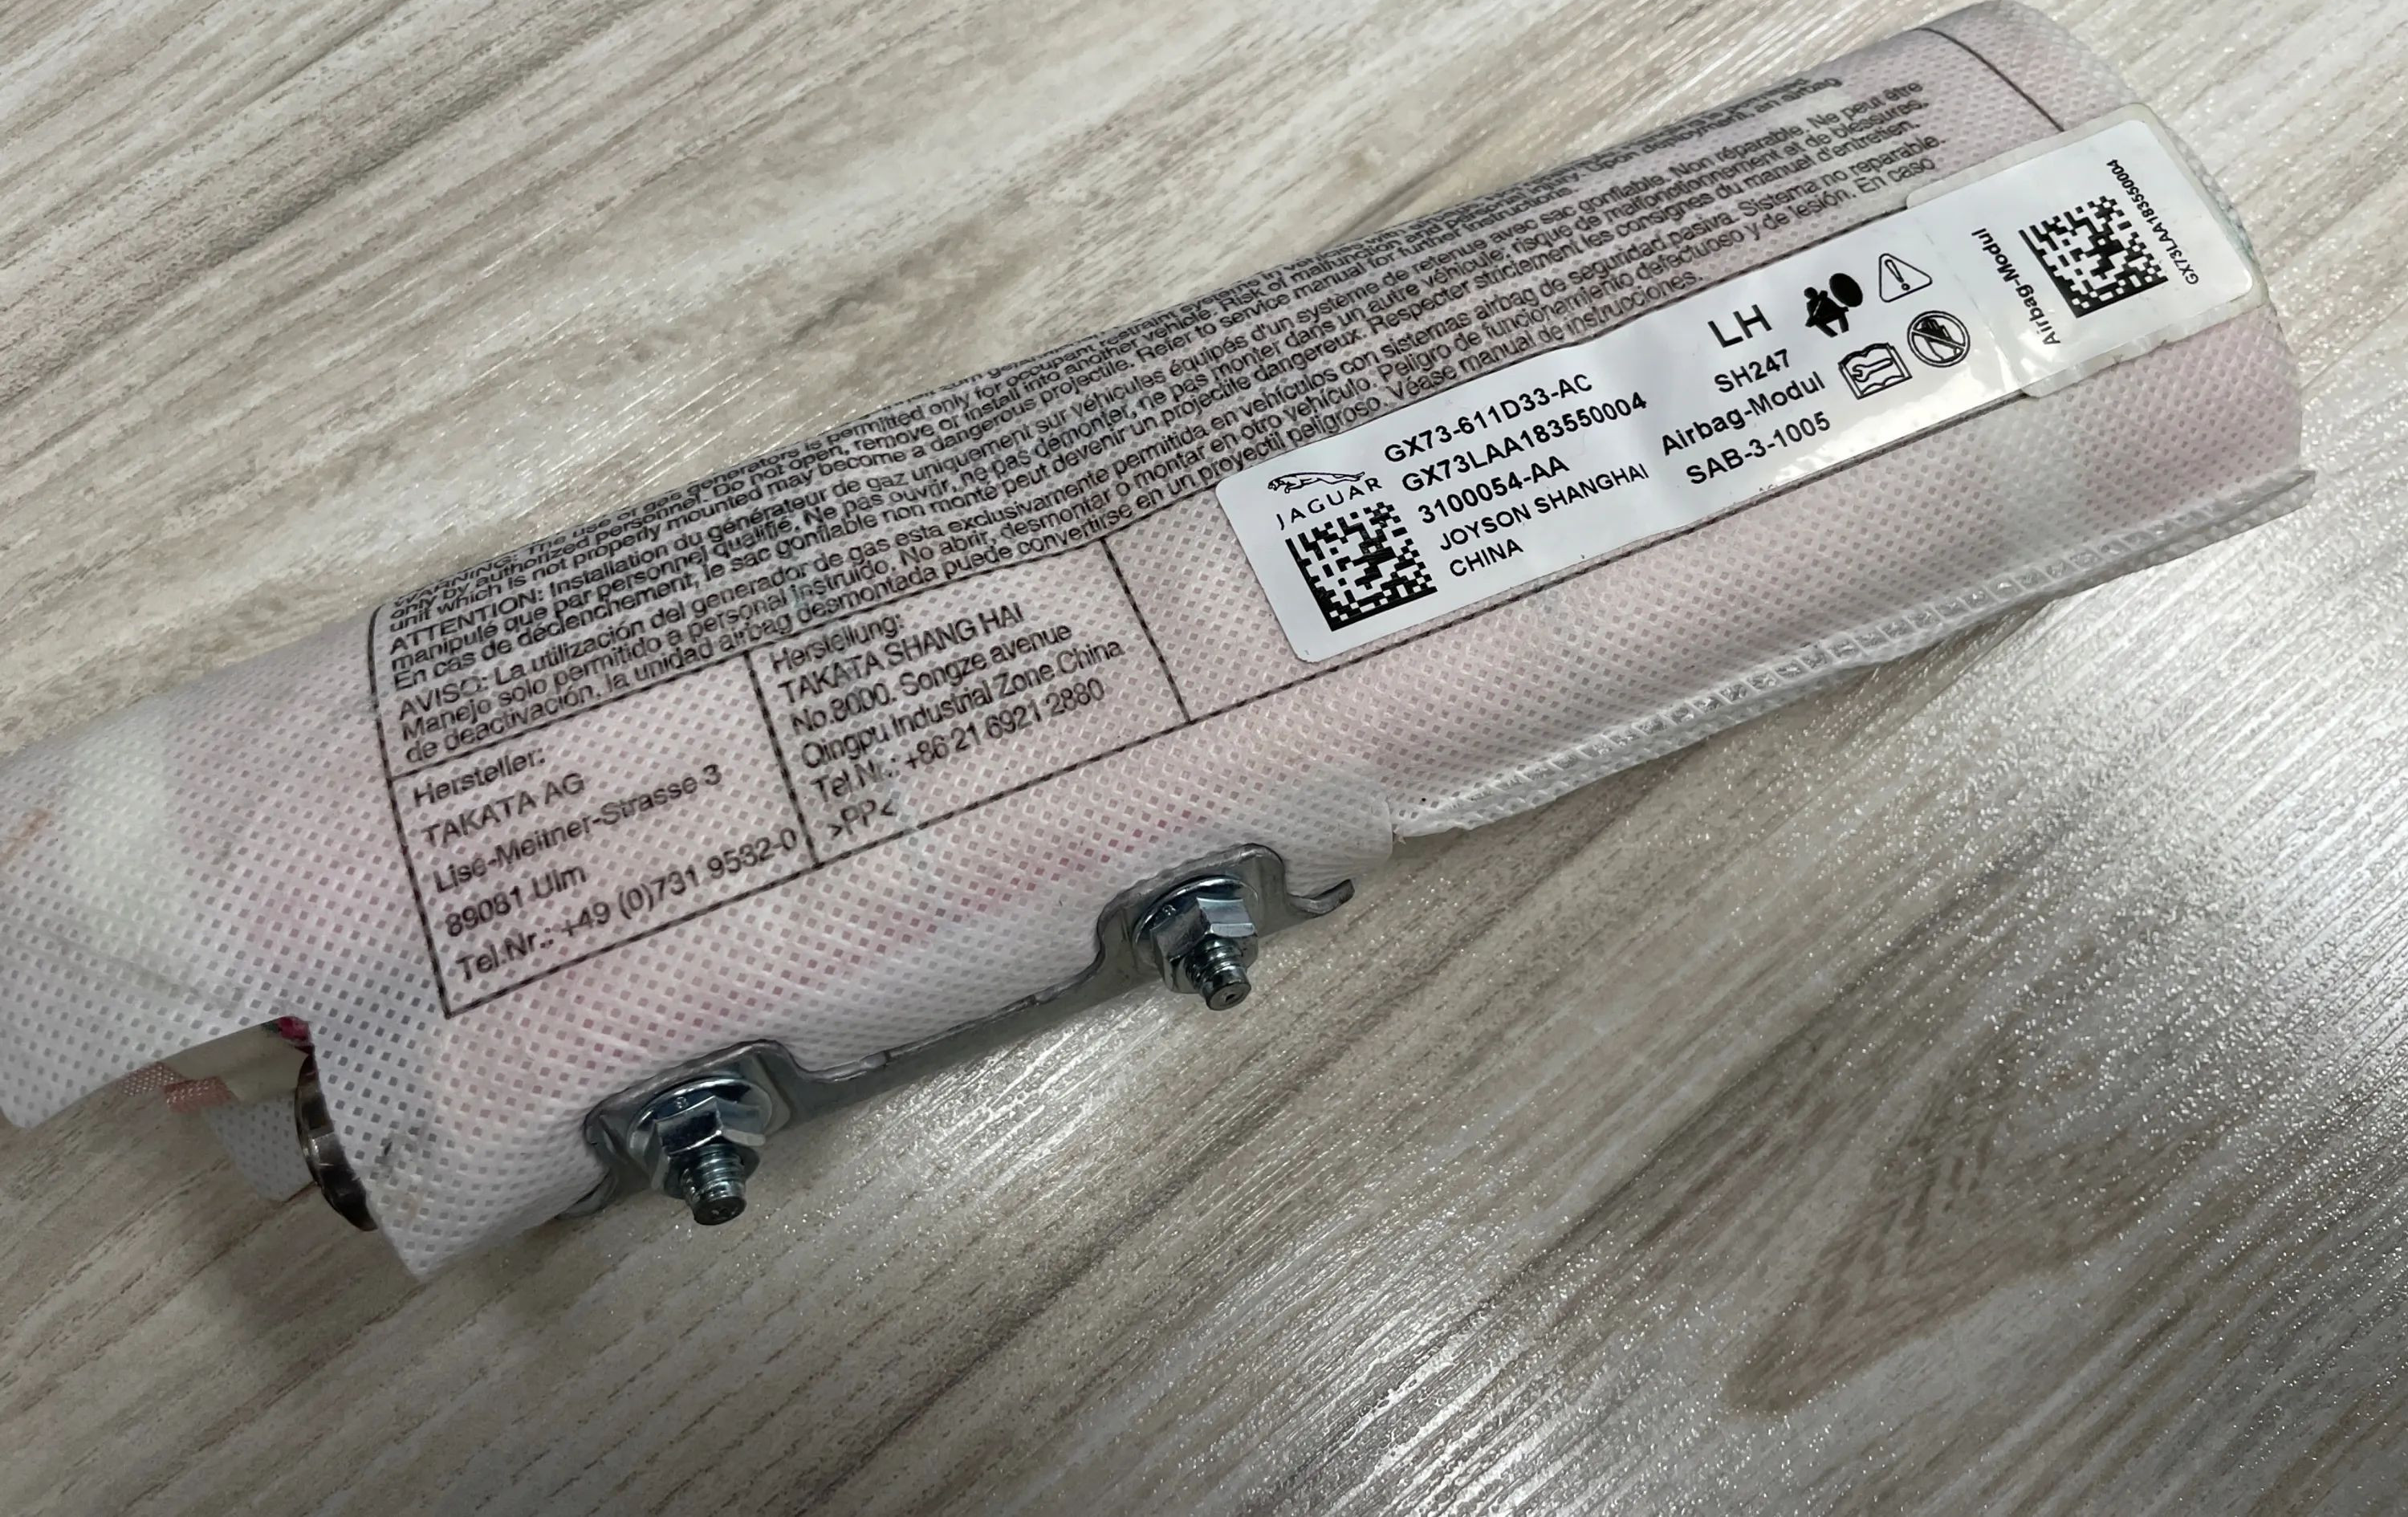 WARNING: The use of gas generators is permitted only for occupant restraint systems in vehicles with
only by authorized personnel. Do not open, remove or install into another vehicle. Risk of malfunction and personal injury. Upon deployment, an airbag
unit which is not properly mounted may become a dangerous projectile. Refer to service manual for further instructions.
ATTENTION: Installation du générateur de gaz uniquement sur véhicules équipés d'un système de retenue avec sac gonflable. Non réparable. Ne peut être
manipulé que par personnel qualifié. Ne pas ouvrir, ne pas démonter, ne pas monter dans un autre véhicule, risque de malfonctionnement et de bléssures.
En cas de déclenchement, le sac gonflable non monté peut devenir un projectile dangereux. Respecter strictement les consignes du manuel d'entretien.
AVISO: La utilización del generador de gas esta exclusivamente permitida en vehículos con sistemas airbag de seguridad pasiva. Sistema no reparable.
Manejo solo permitido a personal instruido. No abrir, desmontar o montar en otro vehículo. Peligro de funcionamiento defectuoso y de lesión. En caso
de deactivación, la unidad airbag desmontada puede convertirse en un proyectil peligroso. Véase manual de instrucciones.
Hersteller:
TAKATA AG
Lise-Meitner-Strasse 3
89081 Ulm
Tel.Nr.: +49 (0)731 9532-0
Herstellung:
TAKATA SHANG HAI
No.8000. Songze avenue
Qingpu Industrial Zone.China
Tel.Nr.: +86 21 6921 2880
>PP<
JAGUAR
GX73-611D33-AC
GX73LAA183550004
3100054-AA
JOYSON SHANGHAI
CHINA
LH
SH247
Airbag-Modul
SAB-3-1005
Airbag-Modul
Airbag-Modul
GX73LAA183550004